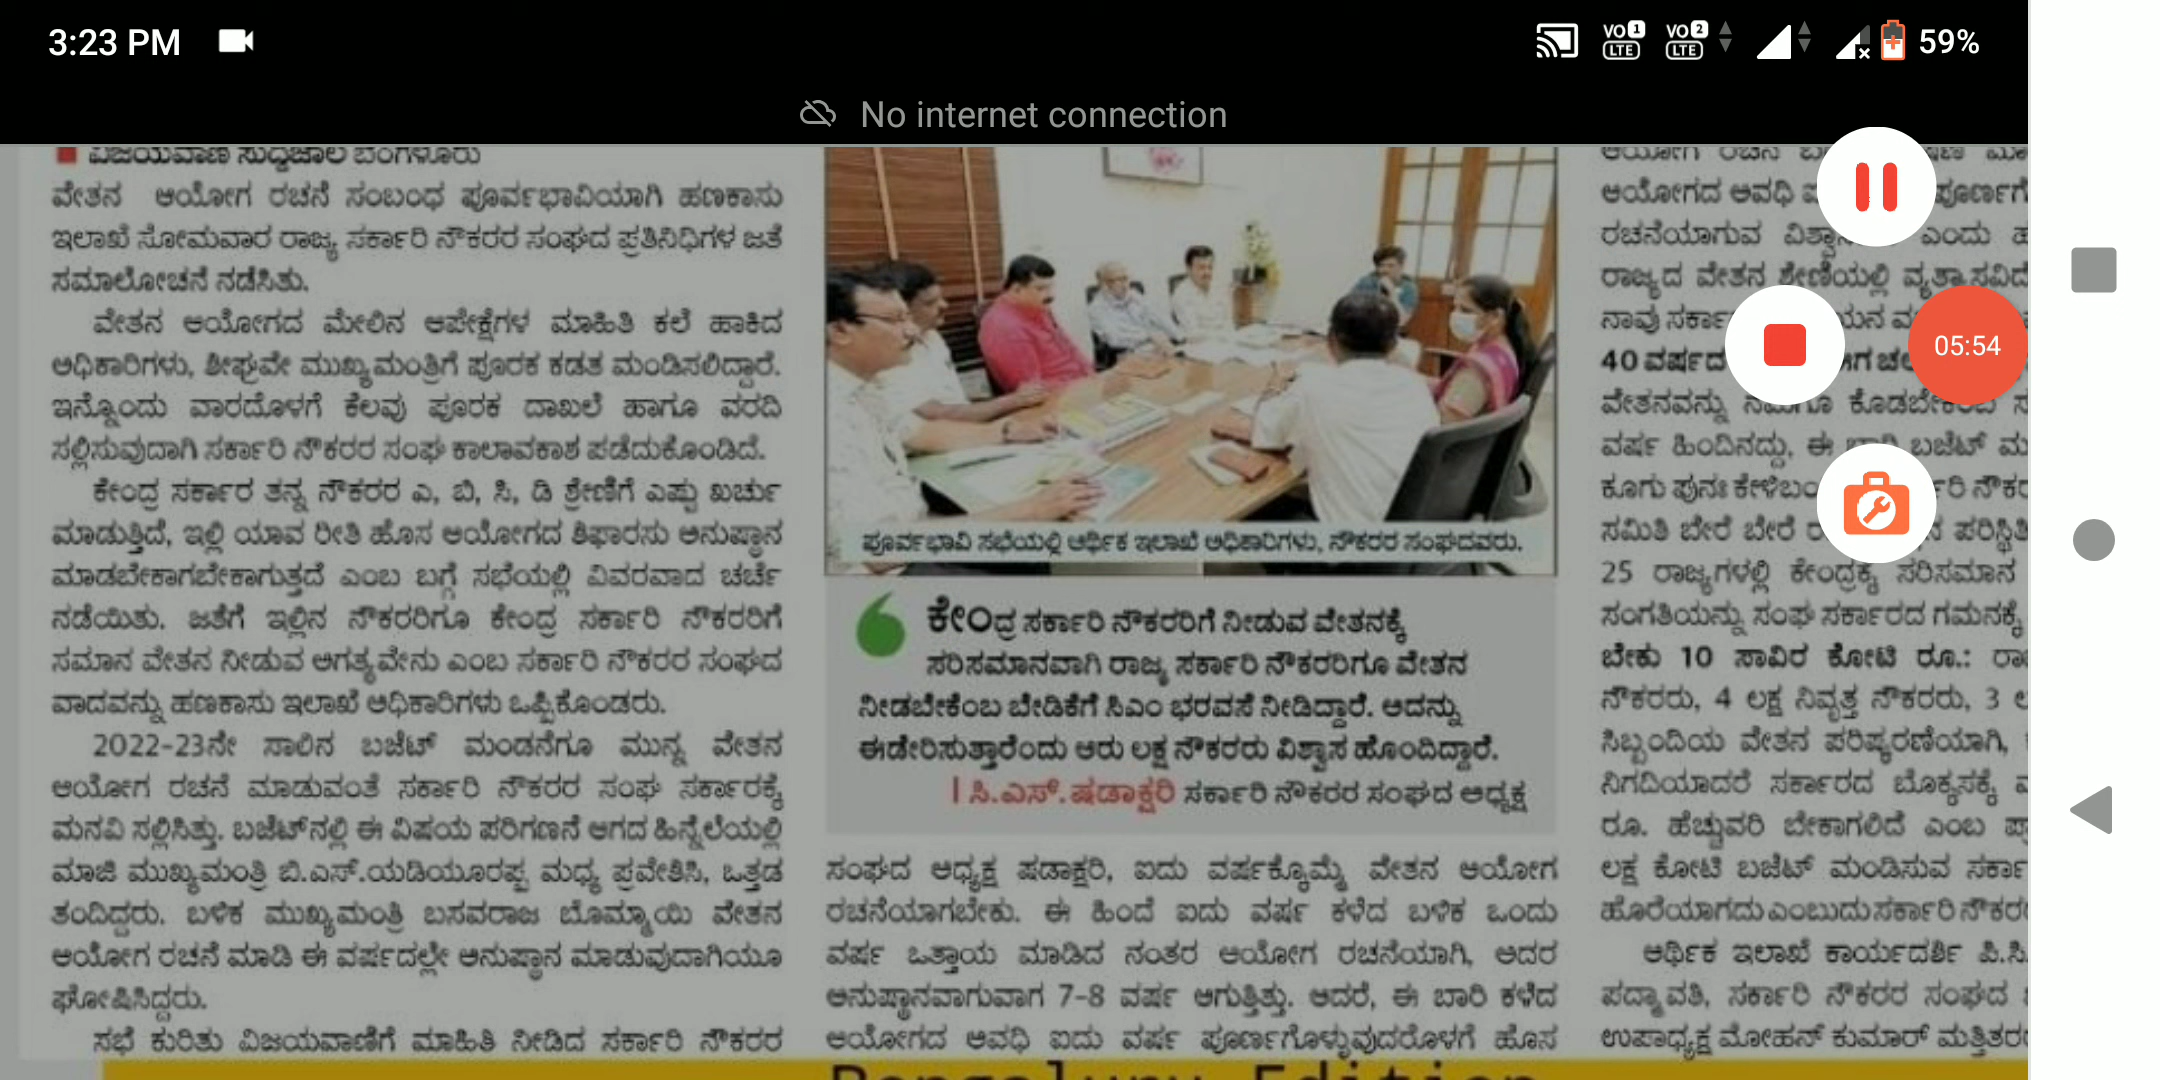 3:23 PM
VO 1 LTE VO 2 LTE 59%
No internet connection
ವಿಜಯವಾಣಿ ಸುದ್ದಿಜಾಲ ಬೆಂಗಳೂರು
ವೇತನ ಆಯೋಗ ರಚನೆ ಸಂಬಂಧ ಪೂರ್ವಭಾವಿಯಾಗಿ ಹಣಕಾಸು
ಇಲಾಖೆ ಸೋಮವಾರ ರಾಜ್ಯ ಸರ್ಕಾರಿ ನೌಕರರ ಸಂಘದ ಪ್ರತಿನಿಧಿಗಳ ಜತೆ
ಸಮಾಲೋಚನೆ ನಡೆಸಿತು.
ವೇತನ ಆಯೋಗದ ಮೇಲಿನ ಅಪೇಕ್ಷೆಗಳ ಮಾಹಿತಿ ಕಲೆ ಹಾಕಿದ
ಅಧಿಕಾರಿಗಳು, ಶೀಘ್ರವೇ ಮುಖ್ಯಮಂತ್ರಿಗೆ ಪೂರಕ ಕಡತ ಮಂಡಿಸಲಿದ್ದಾರೆ.
ಇನ್ನೊಂದು ವಾರದೊಳಗೆ ಕೆಲವು ಪೂರಕ ದಾಖಲೆ ಹಾಗೂ ವರದಿ
ಸಲ್ಲಿಸುವುದಾಗಿ ಸರ್ಕಾರಿ ನೌಕರರ ಸಂಘ ಕಾಲಾವಕಾಶ ಪಡೆದುಕೊಂಡಿದೆ.
ಕೇಂದ್ರ ಸರ್ಕಾರ ತನ್ನ ನೌಕರರ ಎ, ಬಿ, ಸಿ, ಡಿ ಶ್ರೇಣಿಗೆ ಎಷ್ಟು ಖರ್ಚು
ಮಾಡುತ್ತಿದೆ, ಇಲ್ಲಿ ಯಾವ ರೀತಿ ಹೊಸ ಆಯೋಗದ ಶಿಫಾರಸು ಅನುಷ್ಠಾನ
ಮಾಡಬೇಕಾಗಬೇಕಾಗುತ್ತದೆ ಎಂಬ ಬಗ್ಗೆ ಸಭೆಯಲ್ಲಿ ವಿವರವಾದ ಚರ್ಚೆ
ನಡೆಯಿತು. ಜತೆಗೆ ಇಲ್ಲಿನ ನೌಕರರಿಗೂ ಕೇಂದ್ರ ಸರ್ಕಾರಿ ನೌಕರರಿಗೆ
ಸಮಾನ ವೇತನ ನೀಡುವ ಅಗತ್ಯವೇನು ಎಂಬ ಸರ್ಕಾರಿ ನೌಕರರ ಸಂಘದ
ವಾದವನ್ನು ಹಣಕಾಸು ಇಲಾಖೆ ಅಧಿಕಾರಿಗಳು ಒಪ್ಪಿಕೊಂಡರು.
2022-23ನೇ ಸಾಲಿನ ಬಜೆಟ್ ಮಂಡನೆಗೂ ಮುನ್ನ ವೇತನ
ಆಯೋಗ ರಚನೆ ಮಾಡುವಂತೆ ಸರ್ಕಾರಿ ನೌಕರರ ಸಂಘ ಸರ್ಕಾರಕ್ಕೆ
ಮನವಿ ಸಲ್ಲಿಸಿತ್ತು. ಬಜೆಟ್‌ನಲ್ಲಿ ಈ ವಿಷಯ ಪರಿಗಣನೆ ಆಗದ ಹಿನ್ನೆಲೆಯಲ್ಲಿ
ಮಾಜಿ ಮುಖ್ಯಮಂತ್ರಿ ಬಿ.ಎಸ್.ಯಡಿಯೂರಪ್ಪ ಮಧ್ಯ ಪ್ರವೇಶಿಸಿ, ಒತ್ತಡ
ತಂದಿದ್ದರು. ಬಳಿಕ ಮುಖ್ಯಮಂತ್ರಿ ಬಸವರಾಜ ಬೊಮ್ಮಾಯಿ ವೇತನ
ಆಯೋಗ ರಚನೆ ಮಾಡಿ ಈ ವರ್ಷದಲ್ಲೇ ಅನುಷ್ಠಾನ ಮಾಡುವುದಾಗಿಯೂ
ಘೋಷಿಸಿದ್ದರು.
ಸಭೆ ಕುರಿತು ವಿಜಯವಾಣಿಗೆ ಮಾಹಿತಿ ನೀಡಿದ ಸರ್ಕಾರಿ ನೌಕರರ
ಪೂರ್ವಭಾವಿ ಸಭೆಯಲ್ಲಿ ಆರ್ಥಿಕ ಇಲಾಖೆ ಅಧಿಕಾರಿಗಳು, ನೌಕರರ ಸಂಘದವರು.
ಕೇಂದ್ರ ಸರ್ಕಾರಿ ನೌಕರರಿಗೆ ನೀಡುವ ವೇತನಕ್ಕೆ
ಸರಿಸಮಾನವಾಗಿ ರಾಜ್ಯ ಸರ್ಕಾರಿ ನೌಕರರಿಗೂ ವೇತನ
ನೀಡಬೇಕೆಂಬ ಬೇಡಿಕೆಗೆ ಸಿಎಂ ಭರವಸೆ ನೀಡಿದ್ದಾರೆ. ಅದನ್ನು
ಈಡೇರಿಸುತ್ತಾರೆಂದು ಆರು ಲಕ್ಷ ನೌಕರರು ವಿಶ್ವಾಸ ಹೊಂದಿದ್ದಾರೆ.
| ಸಿ.ಎಸ್.ಷಡಾಕ್ಷರಿ ಸರ್ಕಾರಿ ನೌಕರರ ಸಂಘದ ಅಧ್ಯಕ್ಷ
ಸಂಘದ ಅಧ್ಯಕ್ಷ ಷಡಾಕ್ಷರಿ, ಐದು ವರ್ಷಕ್ಕೊಮ್ಮೆ ವೇತನ ಆಯೋಗ
ರಚನೆಯಾಗಬೇಕು. ಈ ಹಿಂದೆ ಐದು ವರ್ಷ ಕಳೆದ ಬಳಿಕ ಒಂದು
ವರ್ಷ ಒತ್ತಾಯ ಮಾಡಿದ ನಂತರ ಆಯೋಗ ರಚನೆಯಾಗಿ, ಅದರ
ಅನುಷ್ಠಾನವಾಗುವಾಗ 7-8 ವರ್ಷ ಆಗುತ್ತಿತ್ತು. ಆದರೆ, ಈ ಬಾರಿ ಕಳೆದ
ಆಯೋಗದ ಅವಧಿ ಐದು ವರ್ಷ ಪೂರ್ಣಗೊಳ್ಳುವುದರೊಳಗೆ ಹೊಸ
ಆಯೋಗ ರಚನೆ
ಆಯೋಗದ ಅವಧಿ
ರಚನೆಯಾಗುವ ಎಂದು
ರಾಜ್ಯದ ವೇತನ ಶ್ರೇಣಿಯಲ್ಲಿ
ನಾವು
40 ವರ್ಷದ
05:54
ವೇತನವನ್ನು
ವರ್ಷ ಹಿಂದಿನದ್ದು, ಈ ಬಜೆಟ್
ಕೂಗು ಪುನಃ
ಸಮಿತಿ ಬೇರೆ ಬೇರೆ
25 ರಾಜ್ಯಗಳಲ್ಲಿ ಕೇಂದ್ರಕ್ಕೆ ಸರಿಸಮಾನ
ಸಂಗತಿಯನ್ನು ಸಂಘ ಸರ್ಕಾರದ ಗಮನಕ್ಕೆ
ಬೇಕು 10 ಸಾವಿರ ಕೋಟಿ ರೂ.:
ನೌಕರರು, 4 ಲಕ್ಷ ನಿವೃತ್ತ ನೌಕರರು, 3
ಸಿಬ್ಬಂದಿಯ ವೇತನ ಪರಿಷ್ಕರಣೆಯಾಗಿ,
ನಿಗದಿಯಾದರೆ ಸರ್ಕಾರದ ಬೊಕ್ಕಸಕ್ಕೆ
ರೂ. ಹೆಚ್ಚುವರಿ ಬೇಕಾಗಲಿದೆ ಎಂಬ
ಲಕ್ಷ ಕೋಟಿ ಬಜೆಟ್ ಮಂಡಿಸುವ
ಹೊರೆಯಾಗದು ಎಂಬುದು ಸರ್ಕಾರಿ
ಆರ್ಥಿಕ ಇಲಾಖೆ ಕಾರ್ಯದರ್ಶಿ ಪಿ.ಸಿ.
ಪದ್ಮಾವತಿ, ಸರ್ಕಾರಿ ನೌಕರರ ಸಂಘದ
ಉಪಾಧ್ಯಕ್ಷ ಮೋಹನ್ ಕುಮಾರ್
Bengaluru Edition